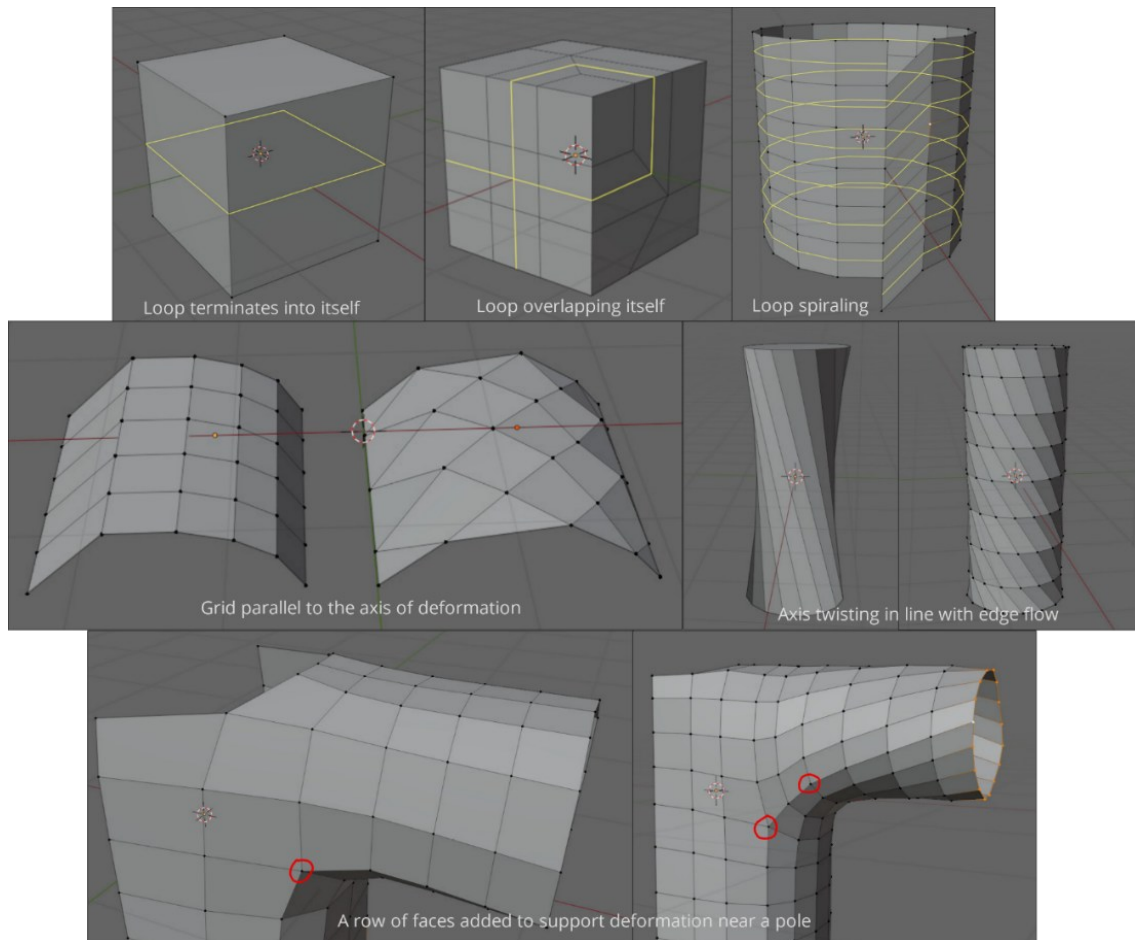 Loop terminates into itself
Loop overlapping itself
Loop spiraling
Grid parallel to the axis of deformation
Axis twisting in line with edge flow
A row of faces added to support deformation near a pole